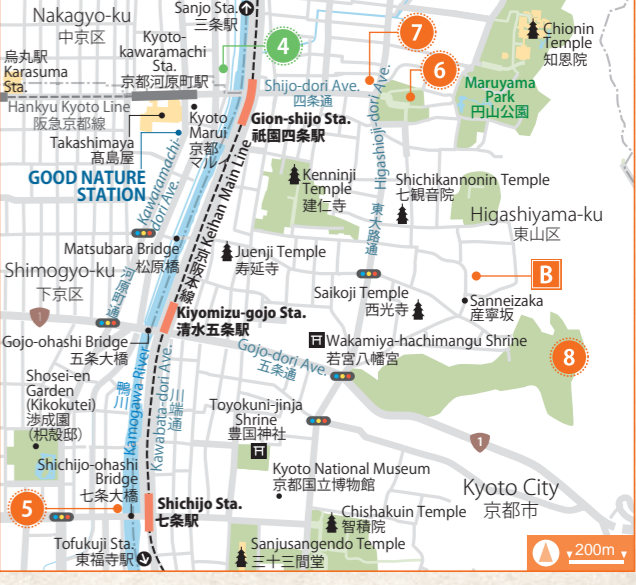 Nakagyo-ku
中京区
Sanjo Sta.
三条駅
4
7
6
Chionin
Temple
知恩院
烏丸駅
Karasuma
Sta.
Kyoto-
kawaramachi
Sta.
京都河原町駅
Shijo-dori Ave.
四条通
Maruyama
Park
円山公園
Hankyu Kyoto Line
阪急京都線
Takashimaya
髙島屋
Kyoto
Marui
京都
マルイ
Gion-shijo Sta.
祇園四条駅
GOOD NATURE
STATION
Kawaramachi-
dori Ave.
河原町通
Keihan Main Line
京阪本線
Higashioji-dori Ave.
東大路通
Kenninji
Temple
建仁寺
Shichikannonin Temple
七観音院
Higashiyama-ku
東山区
Matsubara Bridge
松原橋
Juenji Temple
寿延寺
Shimogyo-ku
下京区
B
Saikoji Temple
西光寺
Sanneizaka
産寧坂
1
Kiyomizu-gojo Sta.
清水五条駅
Gojo-ohashi Bridge
五条大橋
Gojo-dori Ave.
五条通
Wakamiya-hachimangu Shrine
若宮八幡宮
8
Shosei-en
Garden
(Kikokutei)
渉成園
(枳殻邸)
Kamogawa River
鴨川
Kawabata-dori Ave.
川端通
Toyokuni-jinja
Shrine
豊国神社
1
Shichijo-ohashi
Bridge
七条大橋
Kyoto National Museum
京都国立博物館
Kyoto City
京都市
5
Shichijo Sta.
七条駅
Chishakuin Temple
智積院
Tofukuji Sta.
東福寺駅
Sanjusangendo Temple
三十三間堂
200m